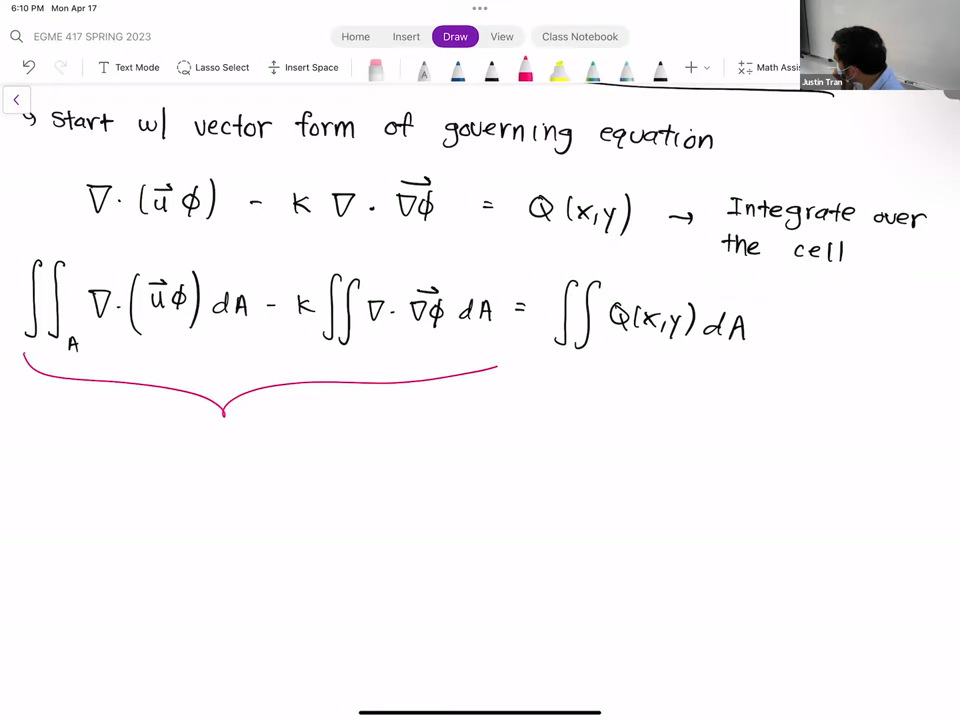 6:10 PM Mon Apr 17
EGME 417 SPRING 2023
Home Insert Draw View Class Notebook
Text Mode Lasso Select Insert Space Math Assis
Justin Tran
↳ Start w/ vector form of governing equation
∇·(u⃗ϕ) - K ∇·∇ϕ⃗ = Q(x,y) → Integrate over
the cell
∬_A ∇·(u⃗ϕ) dA - K ∬ ∇·∇ϕ⃗ dA = ∬ Q(x,y) dA